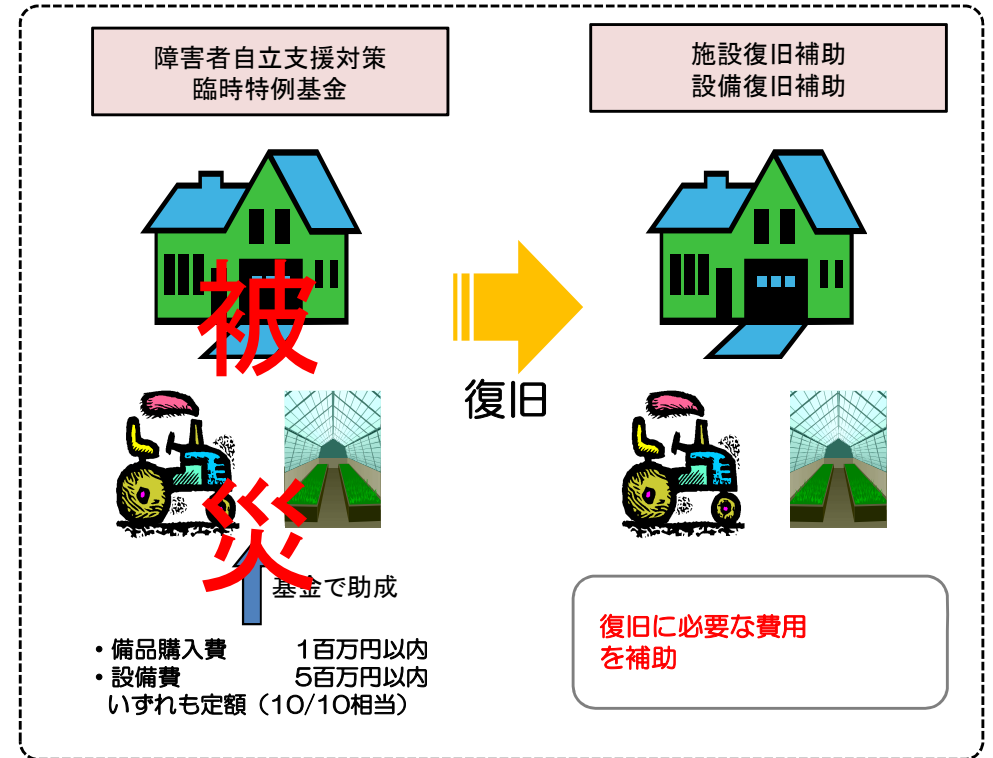 障害者自立支援対策
臨時特例基金
施設復旧補助
設備復旧補助
被
災
復旧
基金で助成
・備品購入費　　　1百万円以内
・設備費　　　　　5百万円以内
いずれも定額（10/10相当）
復旧に必要な費用
を補助